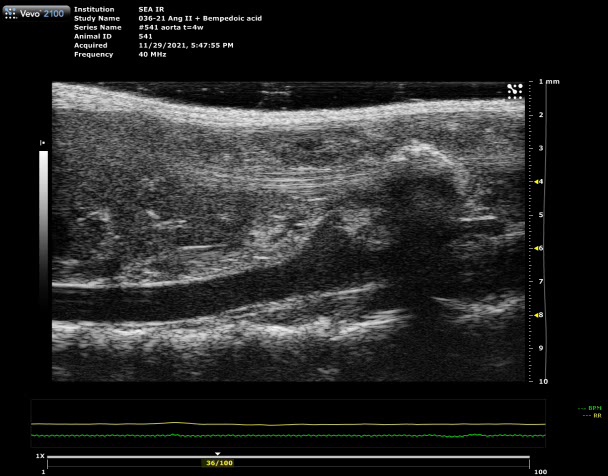 Vevo 2100
Institution SEA IR
Study Name 036-21 Ang II + Bempedoic acid
Series Name #541 aorta t=4w
Animal ID 541
Acquired 11/29/2021, 5:47:55 PM
Frequency 40 MHz
1 mm
2
3
4
5
6
7
8
9
10
BPM
RR
1X
36/100
1 100